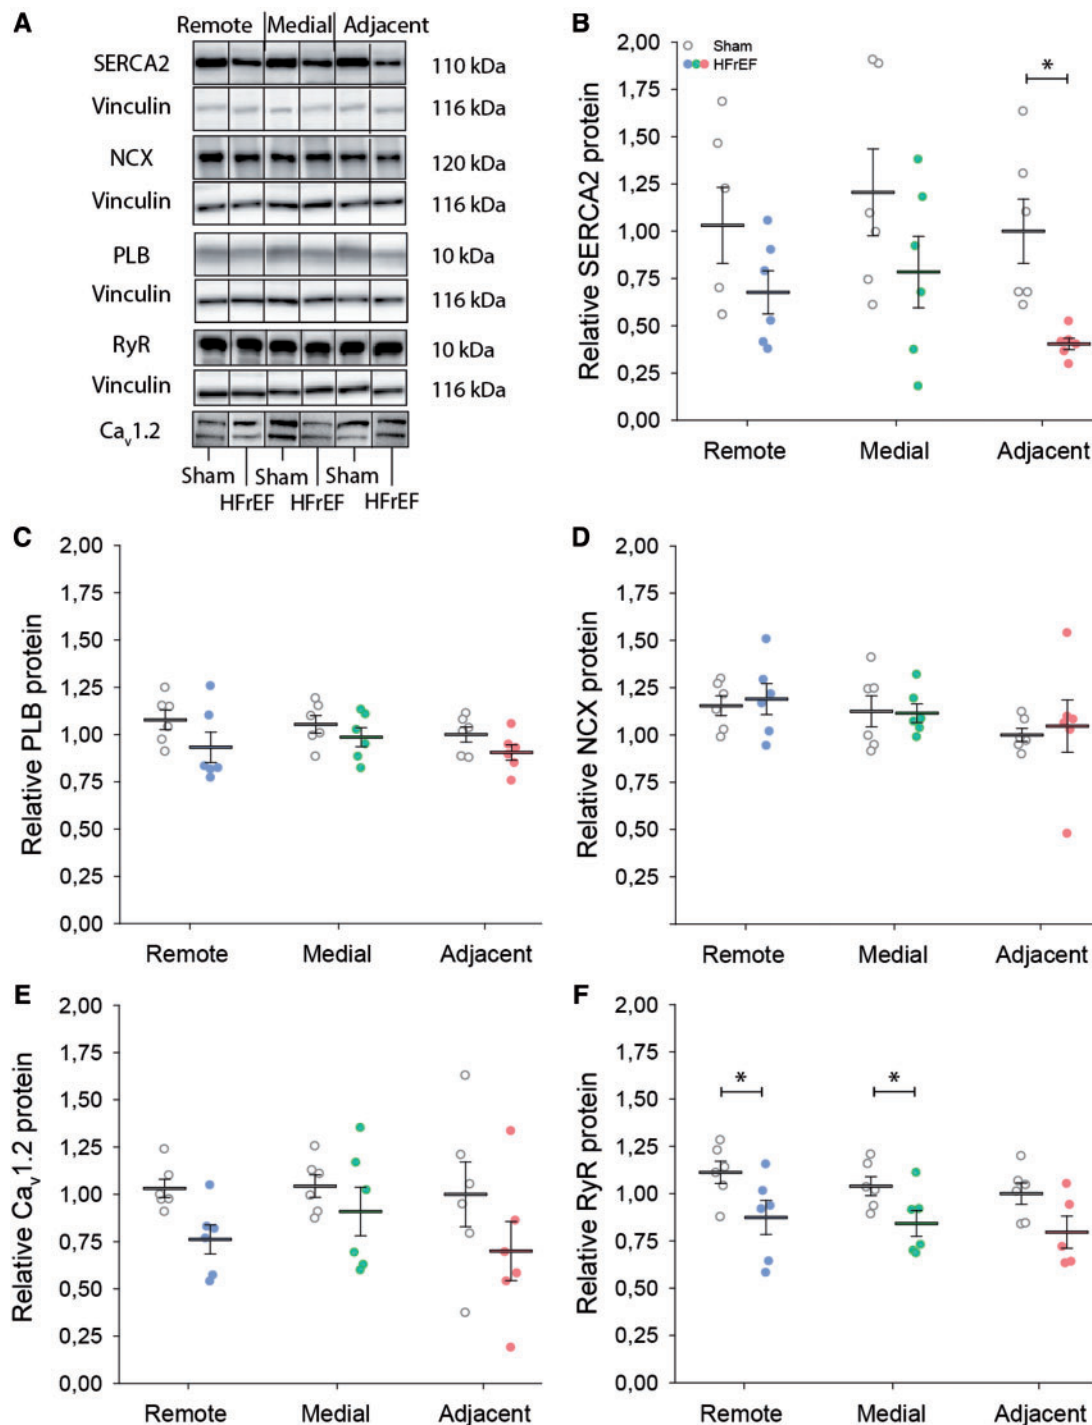 A
Remote Medial Adjacent
SERCA2 110 kDa
Vinculin 116 kDa
NCX 120 kDa
Vinculin 116 kDa
PLB 10 kDa
Vinculin 116 kDa
RyR 10 kDa
Vinculin 116 kDa
Cav1.2
Sham Sham Sham
HFrEF HFrEF HFrEF
B
Relative SERCA2 protein
2,00
1,75
1,50
1,25
1,00
0,75
0,50
0,25
0,00
Sham
HFrEF
*
Remote Medial Adjacent
C
Relative PLB protein
2,00
1,75
1,50
1,25
1,00
0,75
0,50
0,25
0,00
Remote Medial Adjacent
D
Relative NCX protein
2,00
1,75
1,50
1,25
1,00
0,75
0,50
0,25
Remote Medial Adjacent
E
Relative Cav1.2 protein
2,00
1,75
1,50
1,25
1,00
0,75
0,50
0,25
0,00
Remote Medial Adjacent
F
Relative RyR protein
2,00
1,75
1,50
1,25
1,00
0,75
0,50
0,25
0,00
* *
Remote Medial Adjacent